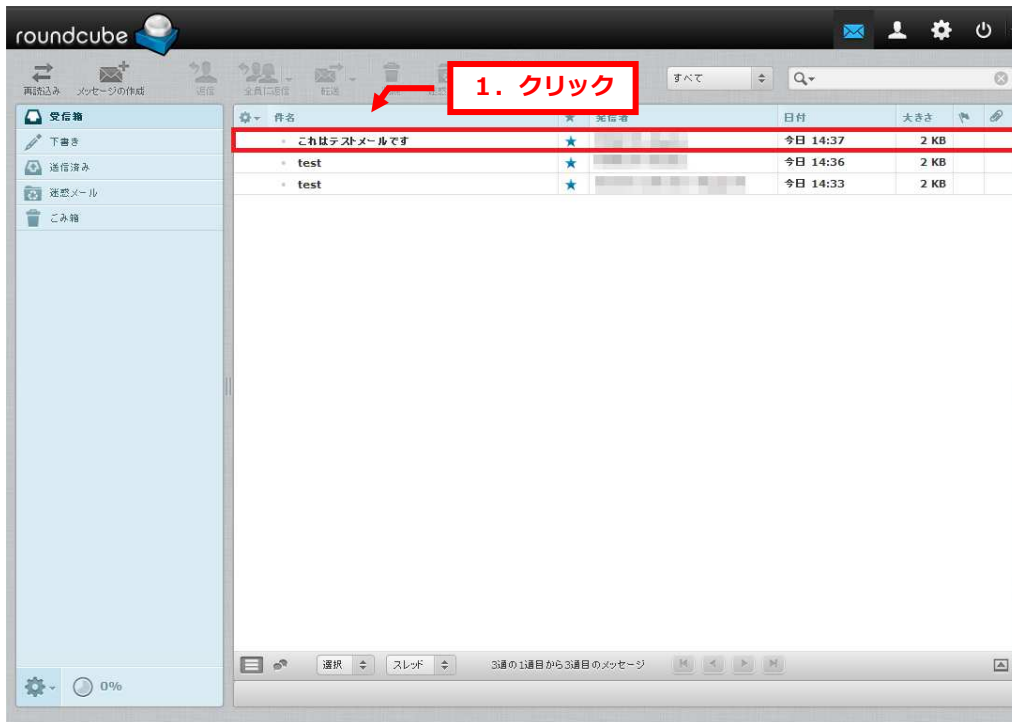 roundcube
再読込み メッセージの作成 返信 全員に返信 転送
1. クリック
すべて
件名 発信者 日付 大きさ
受信箱
下書き
送信済み
迷惑メール
ごみ箱
これはテストメールです 今日 14:37 2 KB
test 今日 14:36 2 KB
test 今日 14:33 2 KB
選択 スレッド 3通の1通目から3通目のメッセージ
0%